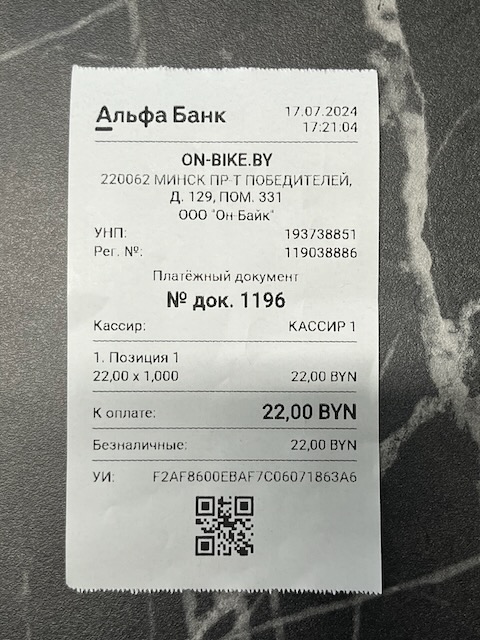 Альфа Банк 17.07.2024
17:21:04
ON-BIKE.BY
220062 МИНСК ПР-Т ПОБЕДИТЕЛЕЙ,
Д. 129, ПОМ. 331
ООО "Он-Байк"
УНП: 193738851
Рег. №: 119038886
Платёжный документ
№ док. 1196
Кассир: КАССИР 1
1. Позиция 1
22,00 x 1,000 22,00 BYN
К оплате: 22,00 BYN
Безналичные: 22,00 BYN
УИ: F2AF8600EBAF7C06071863A6